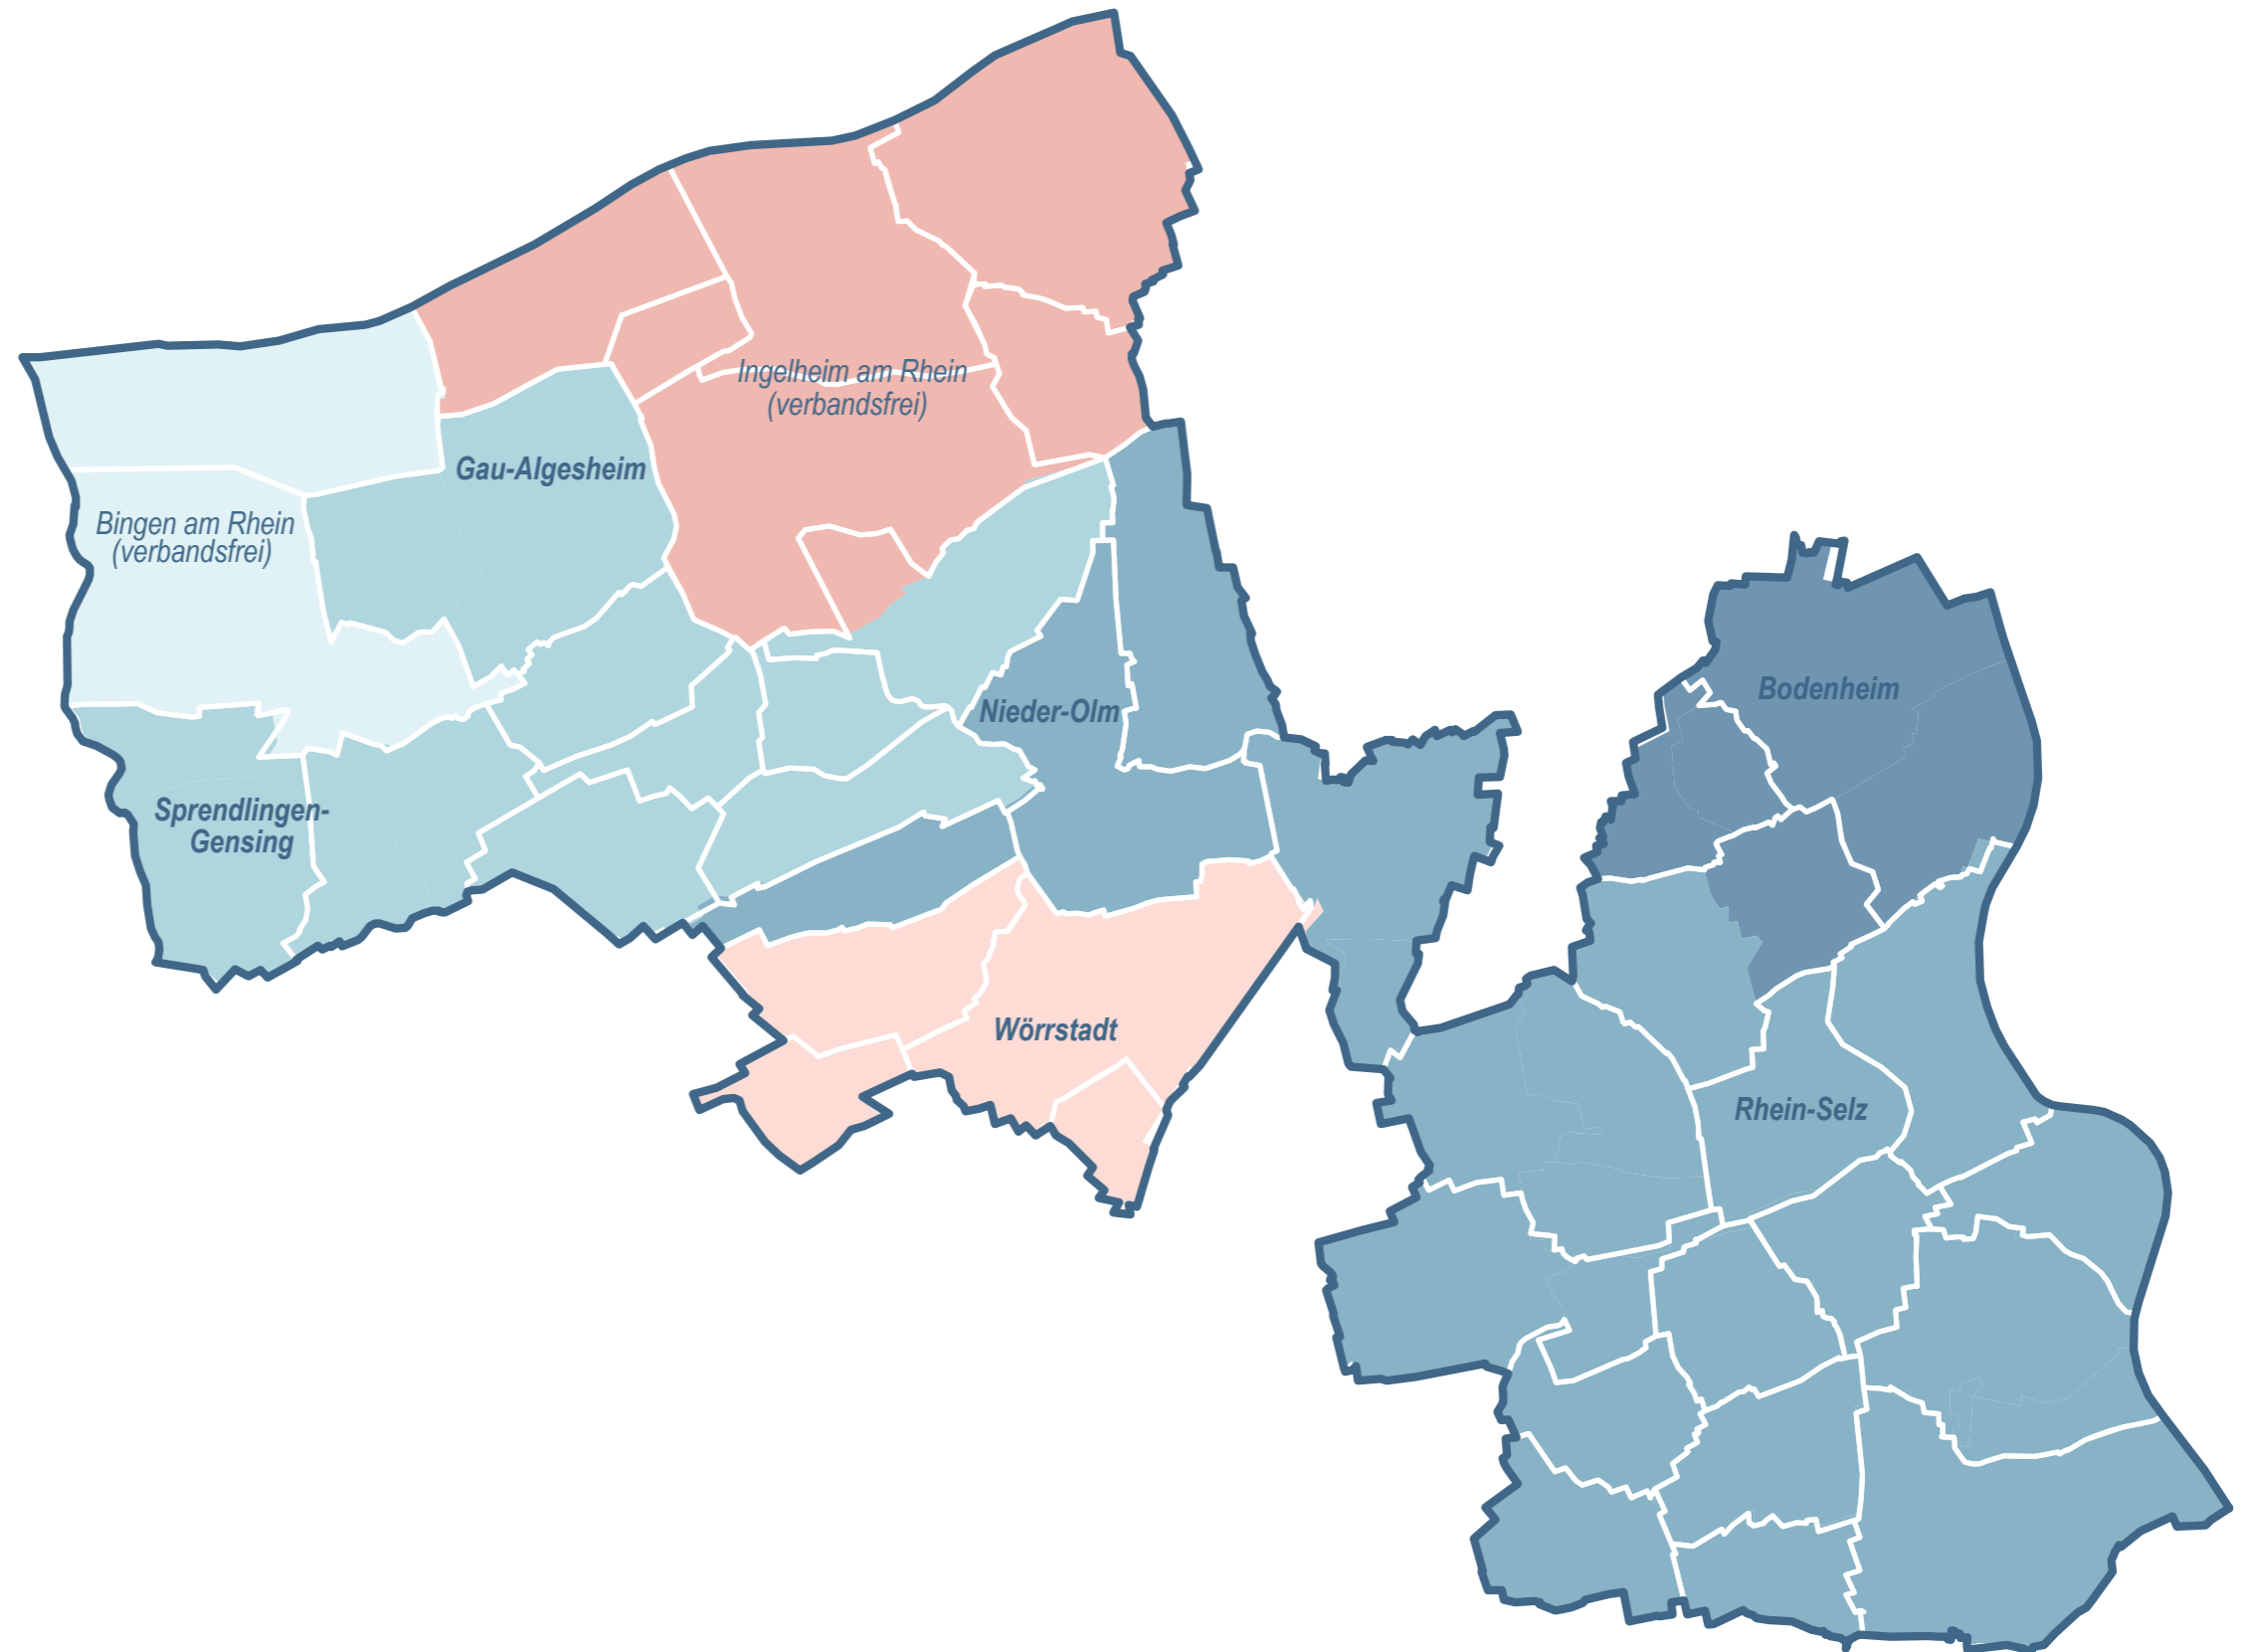 Ingelheim am Rhein
(verbandsfrei)
Gau-Algesheim
Bingen am Rhein
(verbandsfrei)
Bodenheim
Nieder-Olm
Sprendlingen-
Gensing
Wörrstadt
Rhein-Selz